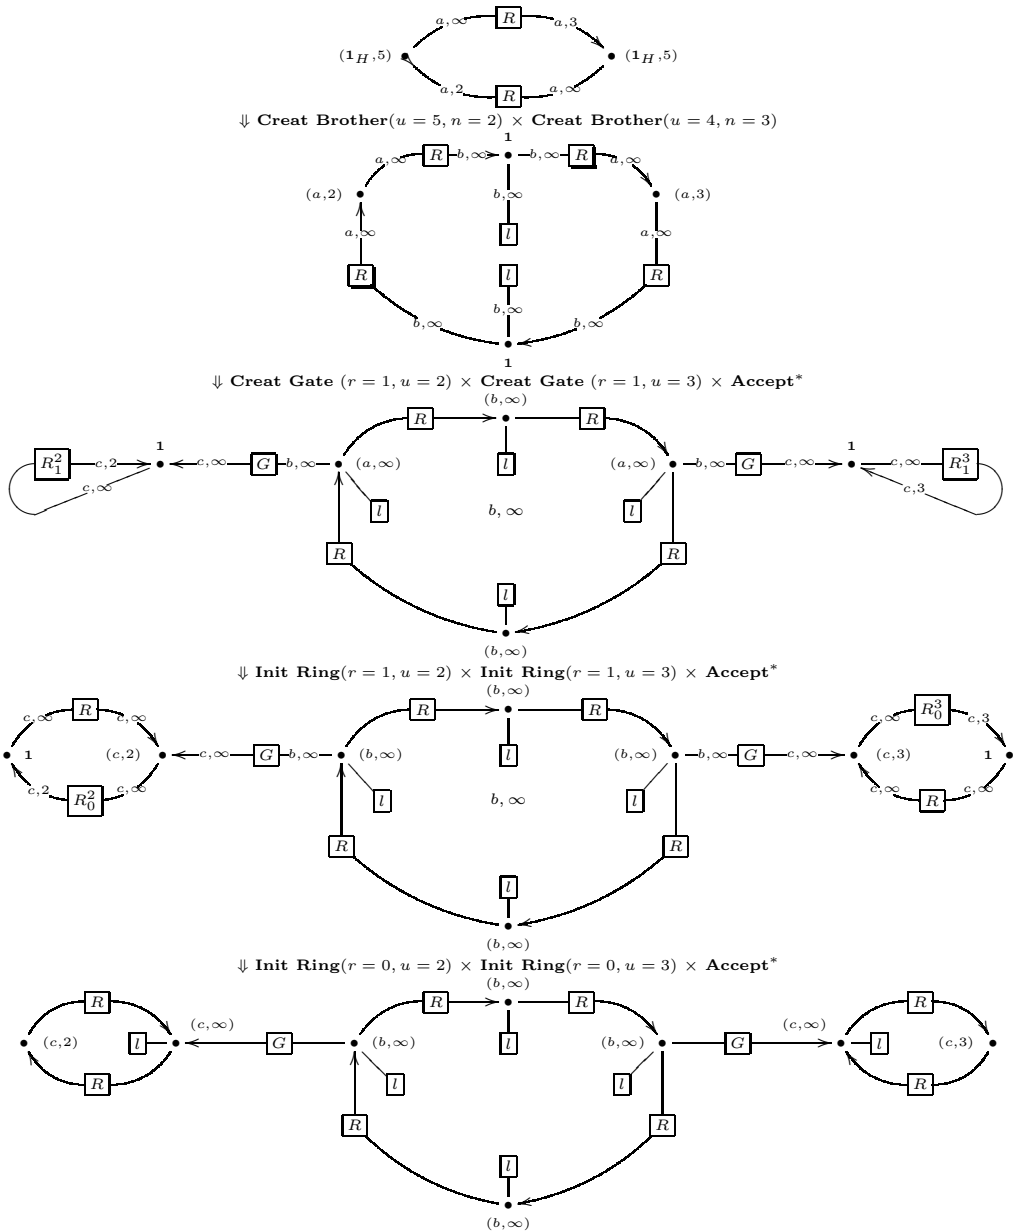 a,∞ R a,3
(1_H,5) (1_H,5)
a,2 R a,∞
⇓ Creat Brother(u = 5, n = 2) × Creat Brother(u = 4, n = 3)
1
a,∞ R b,∞ b,∞ R a,∞
(a,2) b,∞ (a,3)
a,∞ l a,∞
R l R
b,∞ b,∞ b,∞
1
⇓ Creat Gate (r = 1, u = 2) × Creat Gate (r = 1, u = 3) × Accept*
(b,∞)
R R
1 1
R_1^2 c,2 c,∞ G b,∞ (a,∞) l (a,∞) b,∞ G c,∞ c,∞ R_1^3
c,∞ c,3
l b,∞ l
R R
l
(b,∞)
⇓ Init Ring(r = 1, u = 2) × Init Ring(r = 1, u = 3) × Accept*
(b,∞)
c,∞ R c,∞ R R c,∞ R_0^3 c,3
1 (c,2) c,∞ G b,∞ (b,∞) l (b,∞) b,∞ G c,∞ (c,3) 1
c,2 R_0^2 c,∞ l b,∞ l c,∞ R c,∞
R R
l
(b,∞)
⇓ Init Ring(r = 0, u = 2) × Init Ring(r = 0, u = 3) × Accept*
(b,∞)
R R R R
(c,∞) (c,∞)
(c,2) l G (b,∞) l (b,∞) G l (c,3)
R l l R
R R
l
(b,∞)